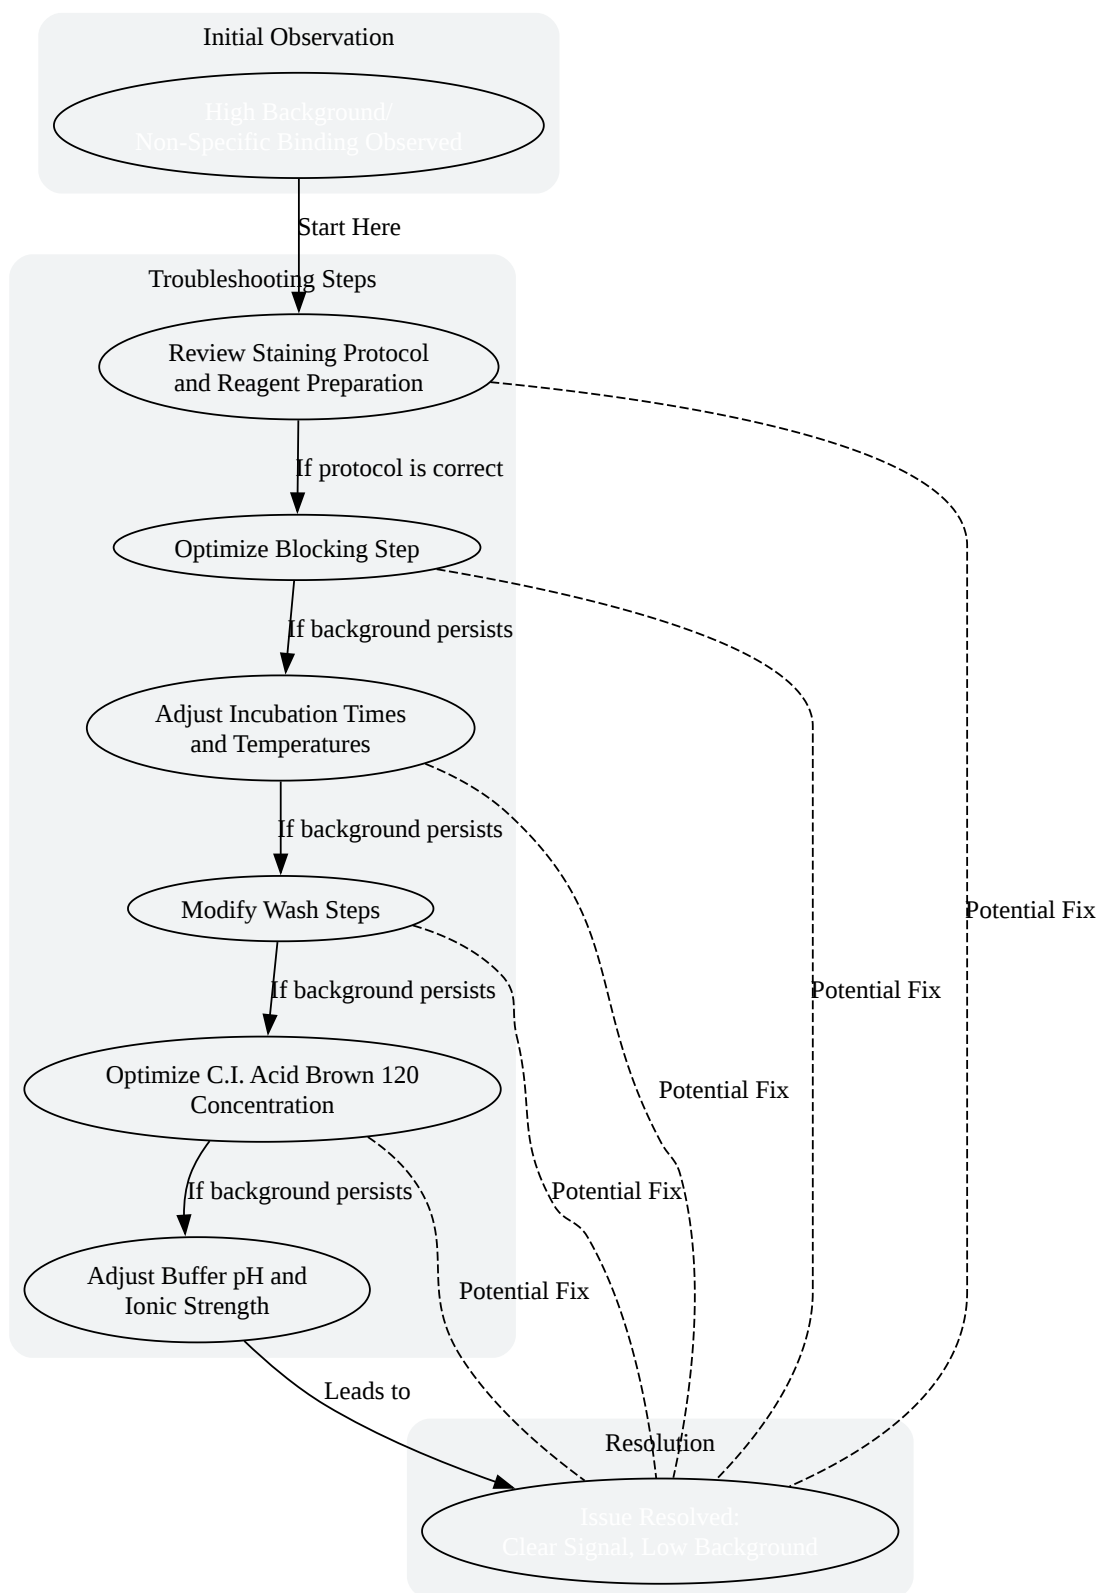 Initial Observation
High Background/
Non-Specific Binding Observed
Start Here
Troubleshooting Steps
Review Staining Protocol
and Reagent Preparation
If protocol is correct
Optimize Blocking Step
If background persists
Adjust Incubation Times
and Temperatures
If background persists
Modify Wash Steps
Potential Fix
If background persists
Potential Fix
Optimize C.I. Acid Brown 120
Concentration
Potential Fix
If background persists
Potential Fix
Adjust Buffer pH and
Ionic Strength
Potential Fix
Leads to
Resolution
Issue Resolved:
Clear Signal, Low Background